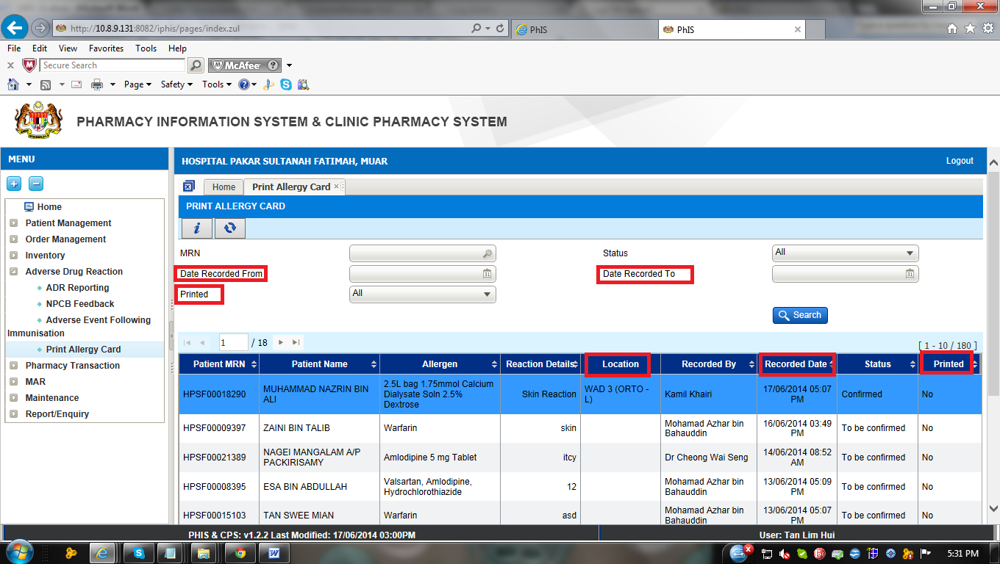 http://10.8.9.131:8082/iphis/pages/index.zul
PhIS
PhIS
File Edit View Favorites Tools Help
Secure Search
McAfee
Page Safety Tools
PHARMACY INFORMATION SYSTEM & CLINIC PHARMACY SYSTEM
MENU
HOSPITAL PAKAR SULTANAH FATIMAH, MUAR
Logout
Home
Patient Management
Order Management
Inventory
Adverse Drug Reaction
ADR Reporting
NPCB Feedback
Adverse Event Following
Immunisation
Print Allergy Card
Pharmacy Transaction
MAR
Maintenance
Report/Enquiry
Home Print Allergy Card
PRINT ALLERGY CARD
MRN
Status All
Date Recorded From
Date Recorded To
Printed All
Search
1 / 18
[ 1 - 10 / 180 ]
Patient MRN Patient Name Allergen Reaction Details Location Recorded By Recorded Date Status Printed
HPSF00018290 MUHAMMAD NAZRIN BIN ALI 2.5L bag 1.75mmol Calcium Dialysate Soln 2.5% Dextrose Skin Reaction WAD 3 (ORTO - L) Kamil Khairi 17/06/2014 05:07 PM Confirmed No
HPSF00009397 ZAINI BIN TALIB Warfarin skin Mohamad Azhar bin Bahauddin 16/06/2014 03:49 PM To be confirmed No
HPSF00021389 NAGEI MANGALAM A/P PACKIRISAMY Amlodipine 5 mg Tablet itcy Dr Cheong Wai Seng 14/06/2014 08:52 AM To be confirmed No
HPSF00008395 ESA BIN ABDULLAH Valsartan, Amlodipine, Hydrochlorothiazide 12 Mohamad Azhar bin Bahauddin 13/06/2014 05:09 PM To be confirmed No
HPSF00015103 TAN SWEE MIAN Warfarin asd Mohamad Azhar bin Bahauddin 13/06/2014 05:07 PM To be confirmed No
PHIS & CPS: v1.2.2 Last Modified: 17/06/2014 03:00PM
User: Tan Lim Hui
5:31 PM